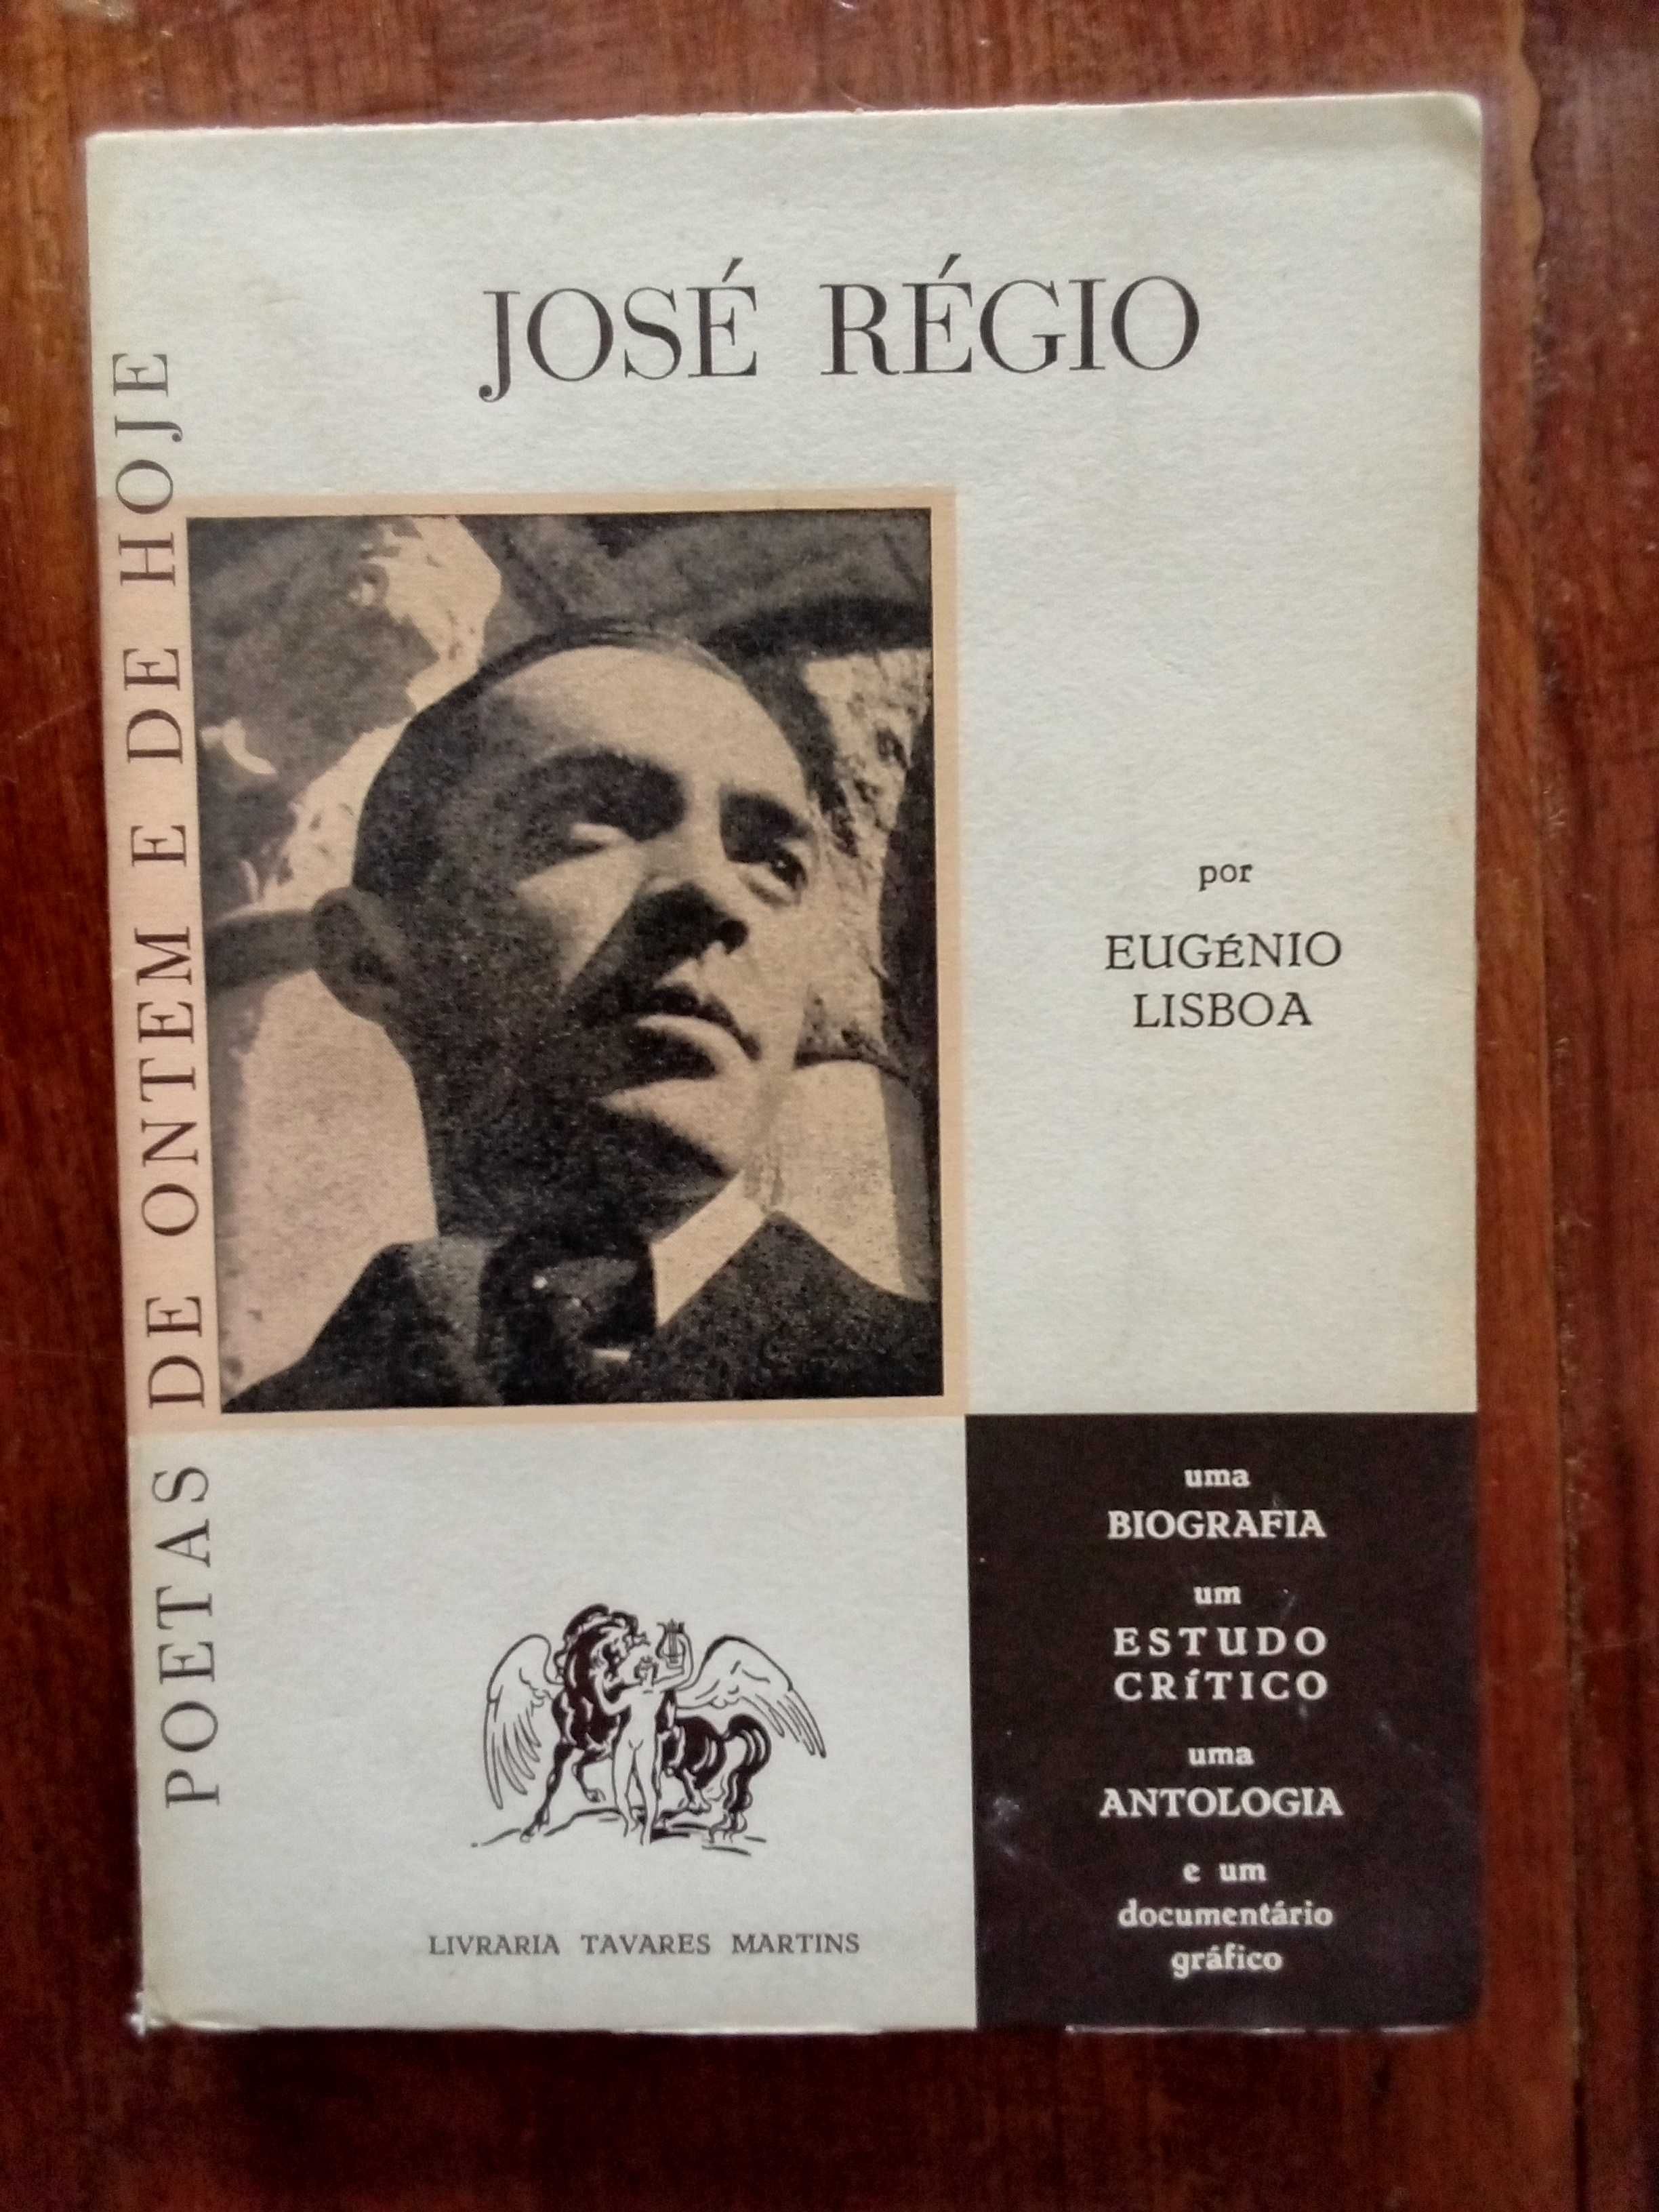 JOSÉ RÉGIO
POETAS DE ONTEM E DE HOJE
por
EUGÉNIO
LISBOA
uma
BIOGRAFIA
um
ESTUDO
CRÍTICO
uma
ANTOLOGIA
e um
documentário
gráfico
LIVRARIA TAVARES MARTINS